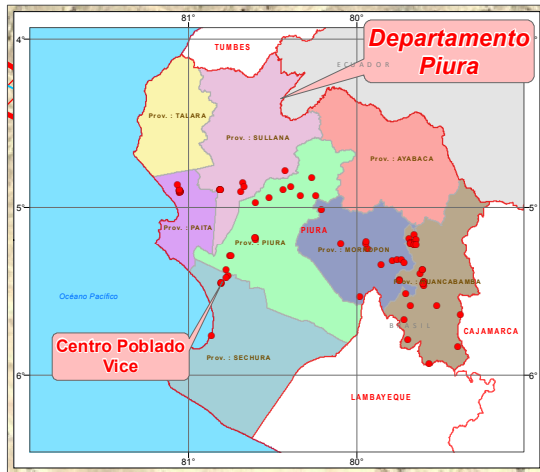 81°
80°
4°
TUMBES
Departamento
Piura
ECUADOR
Prov. : TALARA
Prov. : SULLANA
Prov. : AYABACA
5°
5°
Prov. : PAITA
Prov. : PIURA
PIURA
Prov. : MORROPON
Prov. : HUANCABAMBA
Océano Pacífico
BRASIL
CAJAMARCA
Centro Poblado
Vice
Prov. : SECHURA
6°
6°
LAMBAYEQUE
81°
80°